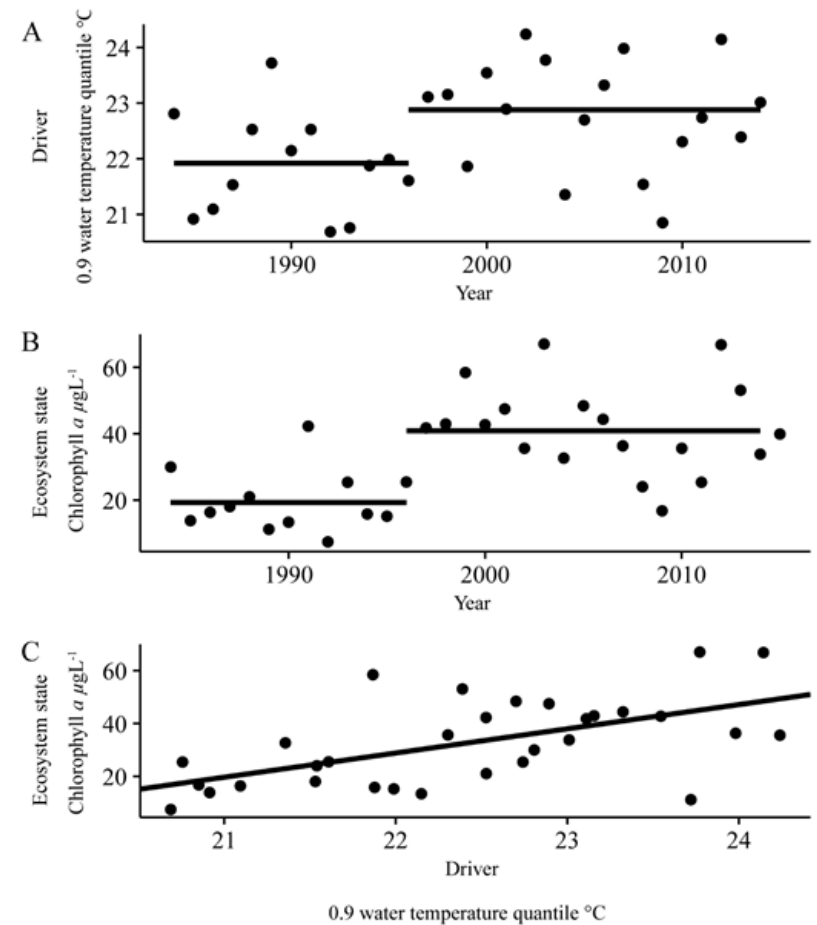 A
Driver
0.9 water temperature quantile °C
24
23
22
21
1990
2000
2010
Year
B
Ecosystem state
Chlorophyll a µgL-1
60
40
20
1990
2000
2010
Year
C
Ecosystem state
Chlorophyll a µgL-1
60
40
20
21
22
23
24
Driver
0.9 water temperature quantile °C